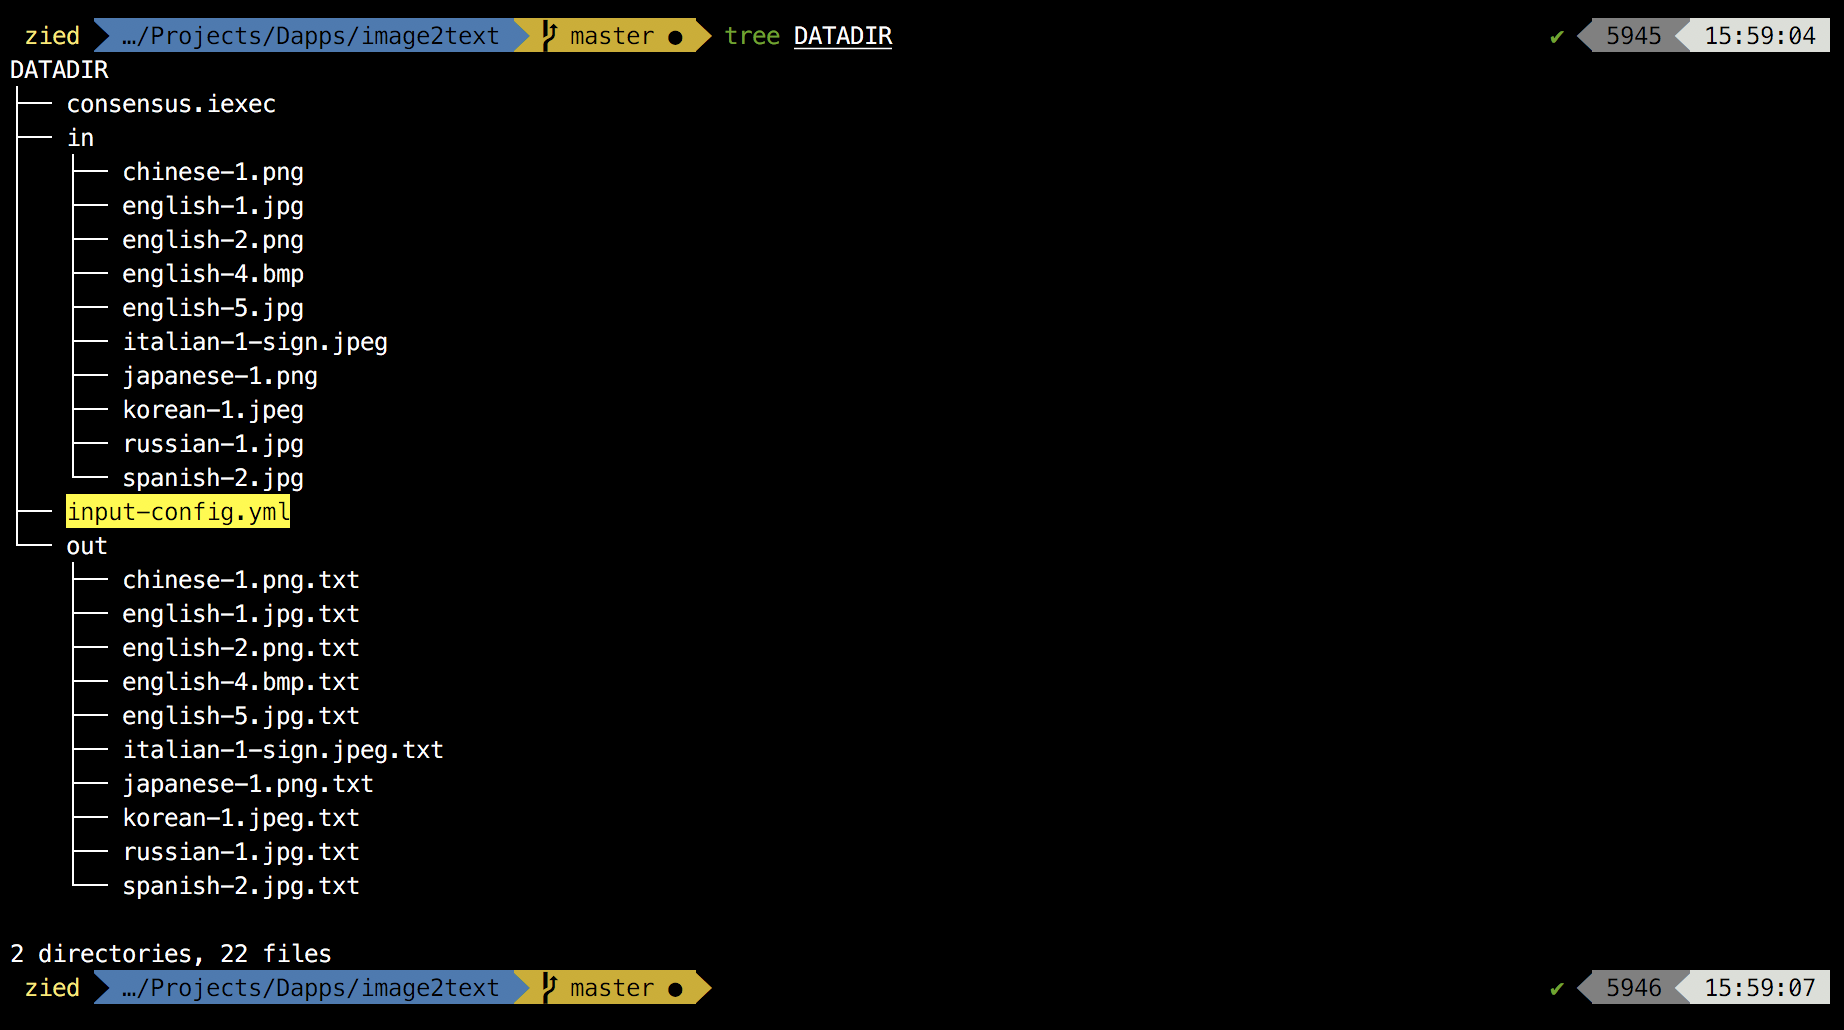 zied …/Projects/Dapps/image2text master ● tree DATADIR ✔ 5945 15:59:04
DATADIR
├── consensus.iexec
├── in
│   ├── chinese-1.png
│   ├── english-1.jpg
│   ├── english-2.png
│   ├── english-4.bmp
│   ├── english-5.jpg
│   ├── italian-1-sign.jpeg
│   ├── japanese-1.png
│   ├── korean-1.jpeg
│   ├── russian-1.jpg
│   └── spanish-2.jpg
├── input-config.yml
└── out
    ├── chinese-1.png.txt
    ├── english-1.jpg.txt
    ├── english-2.png.txt
    ├── english-4.bmp.txt
    ├── english-5.jpg.txt
    ├── italian-1-sign.jpeg.txt
    ├── japanese-1.png.txt
    ├── korean-1.jpeg.txt
    ├── russian-1.jpg.txt
    └── spanish-2.jpg.txt
2 directories, 22 files
zied …/Projects/Dapps/image2text master ● ✔ 5946 15:59:07